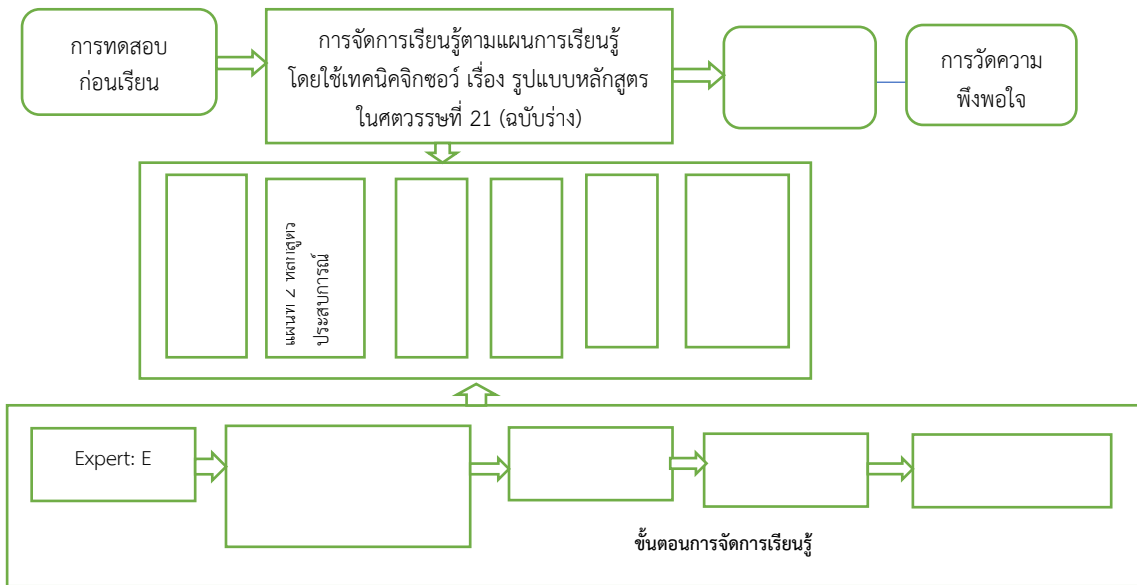 การทดสอบ
ก่อนเรียน
การจัดการเรียนรู้ตามแผนการเรียนรู้
โดยใช้เทคนิคจิกซอว์ เรื่อง รูปแบบหลักสูตร
ในศตวรรษที่ 21 (ฉบับร่าง)
การวัดความ
พึงพอใจ
แผนที่ 2 หลักสูตร
ประสบการณ์
Expert: E
ขั้นตอนการจัดการเรียนรู้